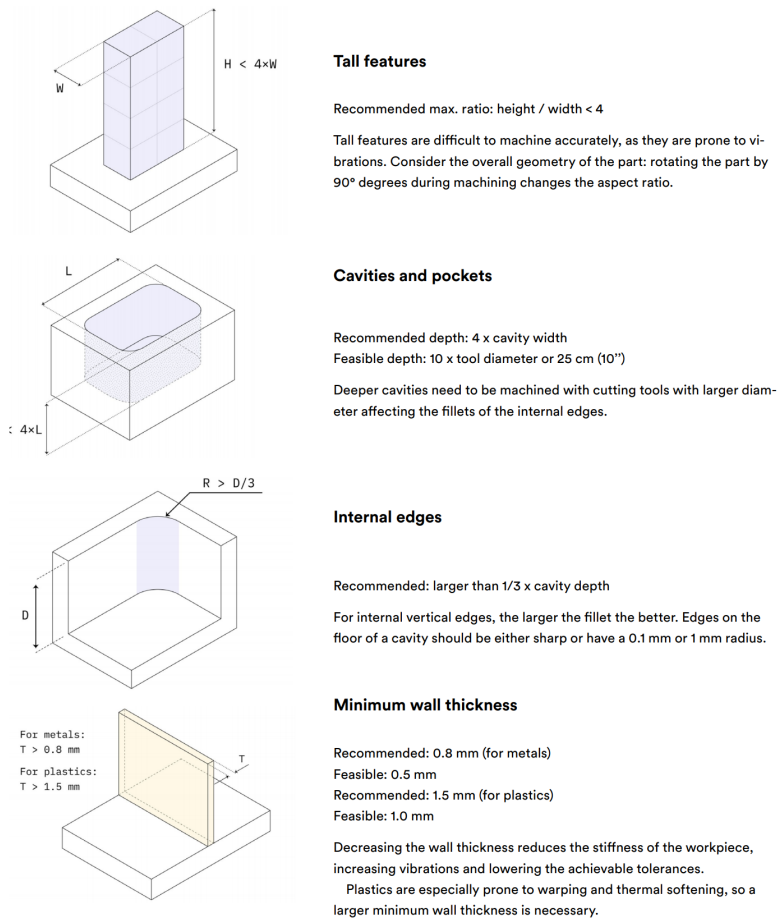 H < 4×W
W
Tall features
Recommended max. ratio: height / width < 4
Tall features are difficult to machine accurately, as they are prone to vi-
brations. Consider the overall geometry of the part: rotating the part by
90° degrees during machining changes the aspect ratio.
L
< 4×L
Cavities and pockets
Recommended depth: 4 x cavity width
Feasible depth: 10 x tool diameter or 25 cm (10’’)
Deeper cavities need to be machined with cutting tools with larger diam-
eter affecting the fillets of the internal edges.
R > D/3
D
Internal edges
Recommended: larger than 1/3 x cavity depth
For internal vertical edges, the larger the fillet the better. Edges on the
floor of a cavity should be either sharp or have a 0.1 mm or 1 mm radius.
For metals:
T > 0.8 mm
For plastics:
T > 1.5 mm
T
Minimum wall thickness
Recommended: 0.8 mm (for metals)
Feasible: 0.5 mm
Recommended: 1.5 mm (for plastics)
Feasible: 1.0 mm
Decreasing the wall thickness reduces the stiffness of the workpiece,
increasing vibrations and lowering the achievable tolerances.
Plastics are especially prone to warping and thermal softening, so a
larger minimum wall thickness is necessary.